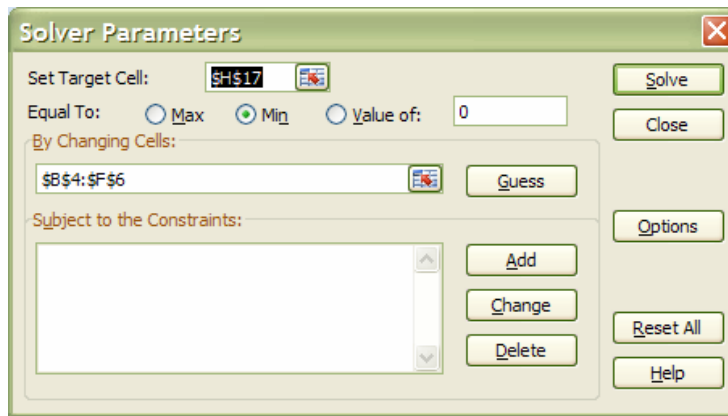 Solver Parameters
Set Target Cell: $H$17 Solve
Equal To: Max Min Value of: 0 Close
By Changing Cells:
$B$4:$F$6 Guess
Subject to the Constraints: Options
Add
Change
Reset All
Delete
Help